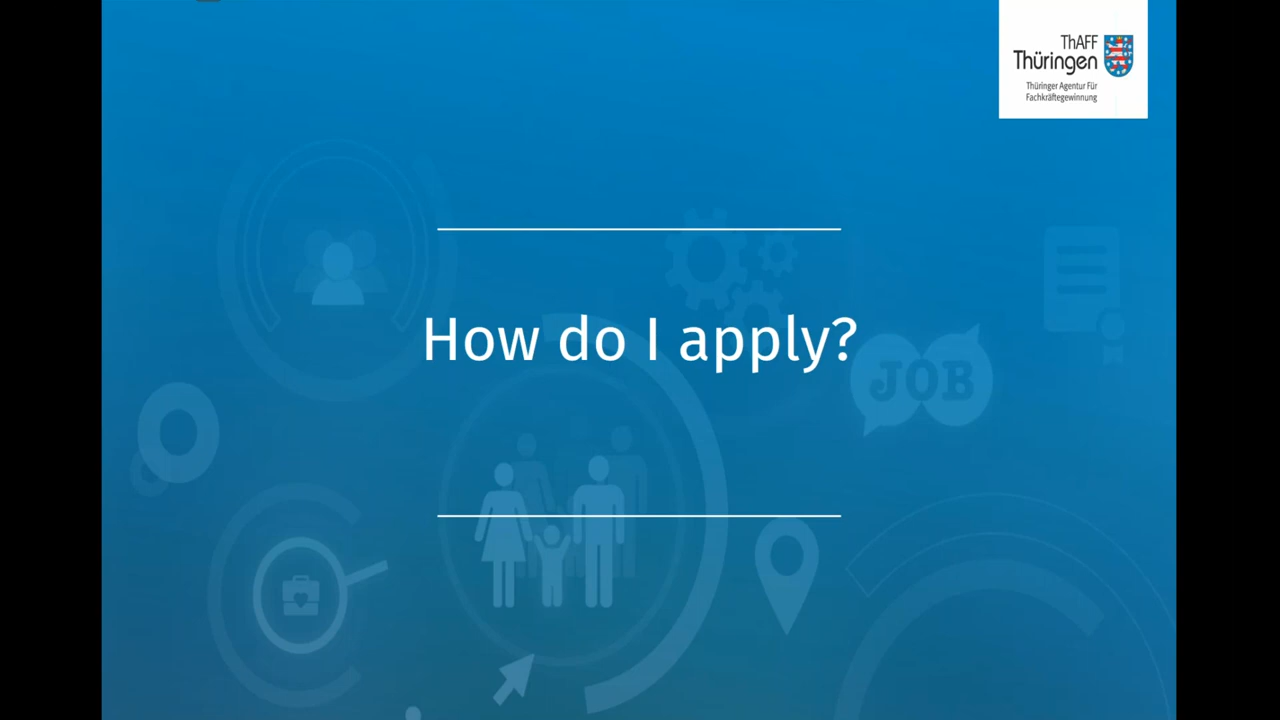 ThAFF
Thüringen
Thüringer Agentur Für
Fachkräftegewinnung
How do I apply?
JOB